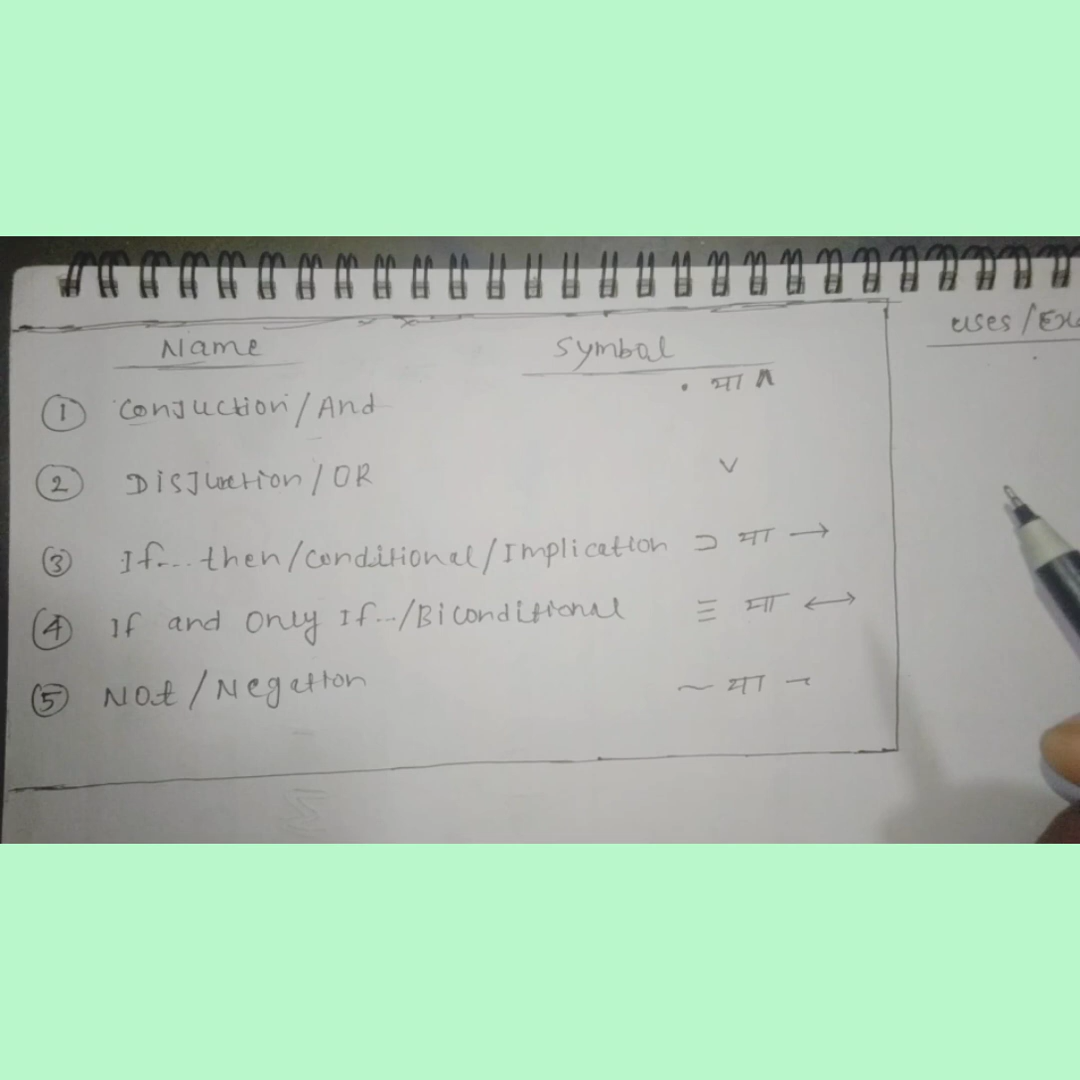 Name Symbol
① Conjuction/And • या ∧
② Disjuction/OR ∨
③ If...then/Conditional/Implication ⊃ या →
④ If and Only If../Biconditional ≡ या ↔
⑤ Not/Negation ~ या ¬
uses/